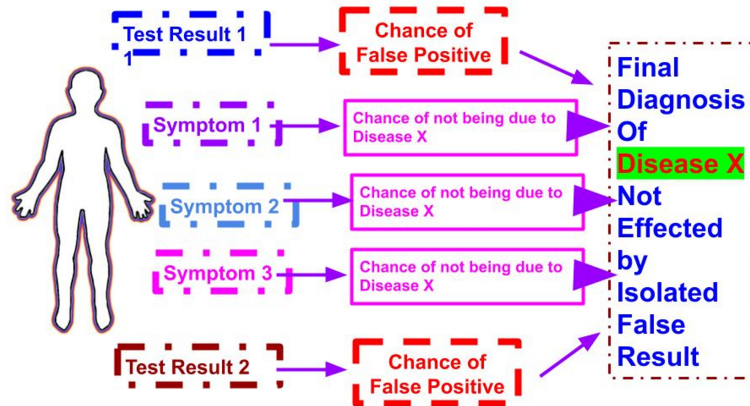 Test Result 1
1
Chance of
False Positive
Symptom 1
Chance of not being due to
Disease X
Symptom 2
Chance of not being due to
Disease X
Symptom 3
Chance of not being due to
Disease X
Test Result 2
Chance of
False Positive
Final
Diagnosis
Of
Disease X
Not
Effected
by
Isolated
False
Result